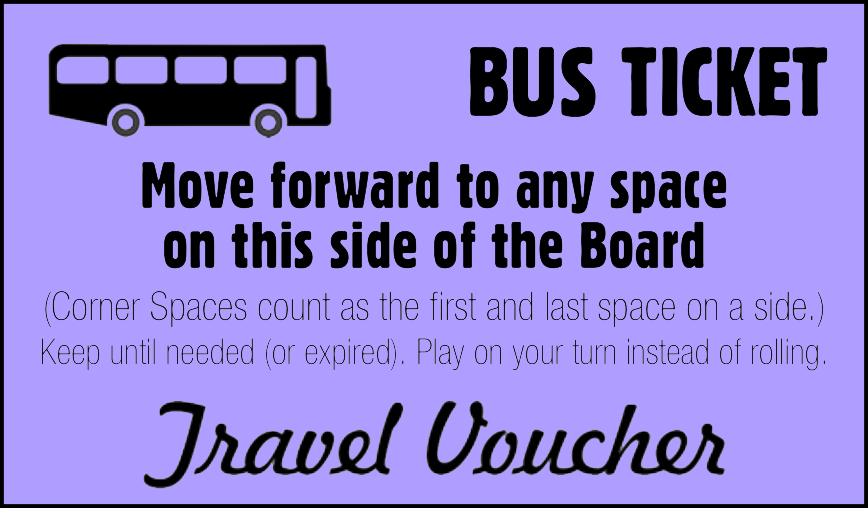 BUS TICKET
Move forward to any space
on this side of the Board
(Corner Spaces count as the first and last space on a side.)
Keep until needed (or expired). Play on your turn instead of rolling.
Travel Voucher